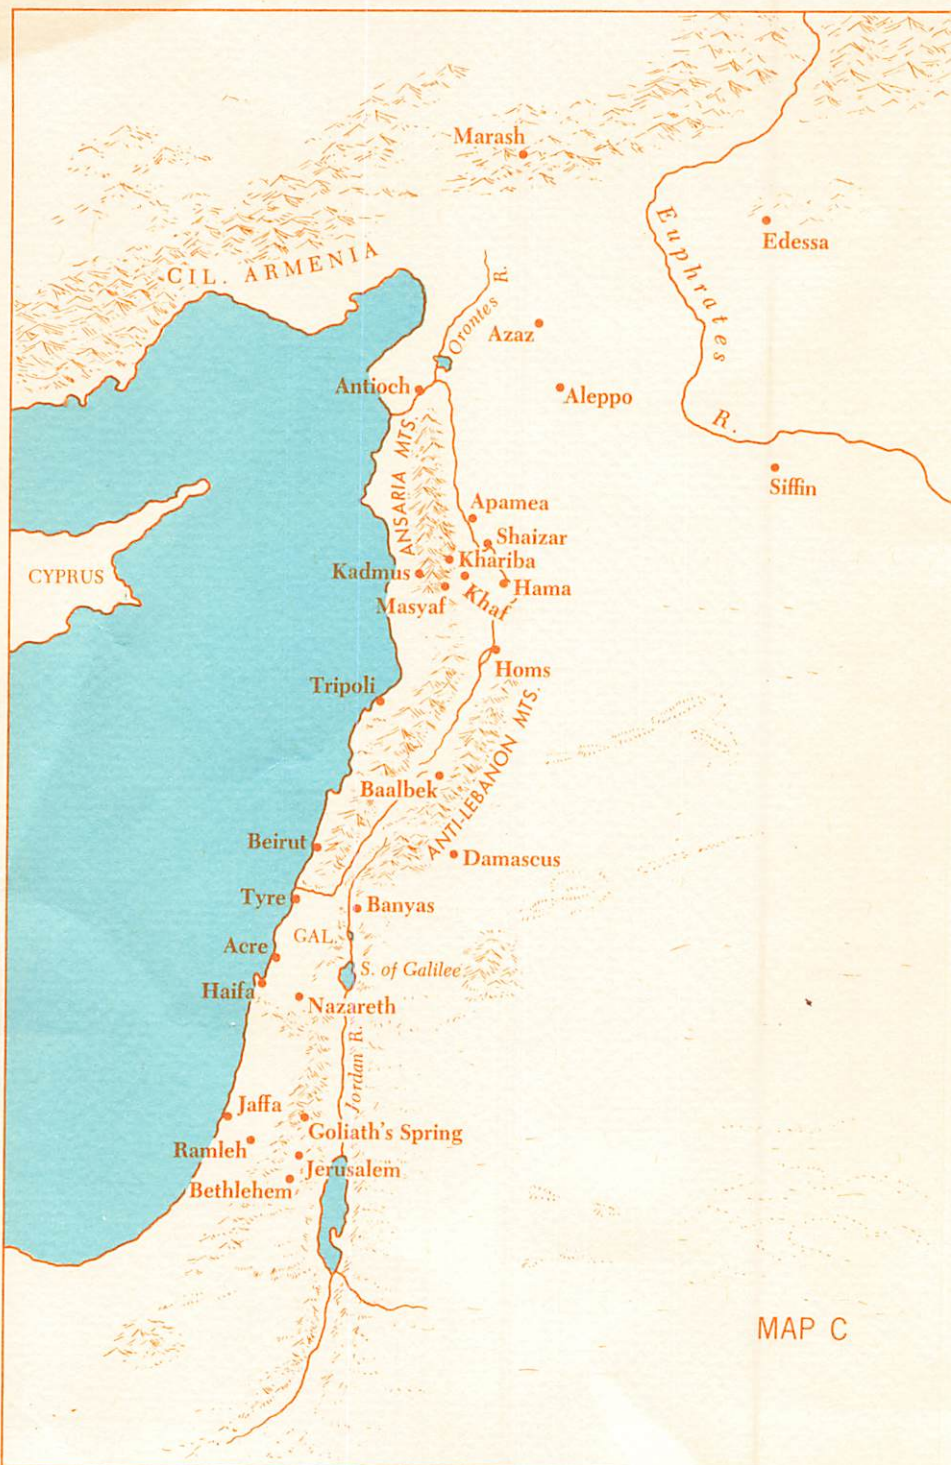 Marash
Edessa
Euphrates R.
CIL. ARMENIA
Orontes R.
Azaz
Antioch
Aleppo
ANSARIA MTS.
Siffin
Apamea
Shaizar
Khariba
Kadmus
CYPRUS
Hama
Masyaf
Khaf
Homs
Tripoli
ANTI-LEBANON MTS.
Baalbek
Beirut
Damascus
Tyre
Banyas
GAL.
Acre
S. of Galilee
Haifa
Nazareth
Jordan R.
Jaffa
Goliath's Spring
Ramleh
Jerusalem
Bethlehem
MAP C